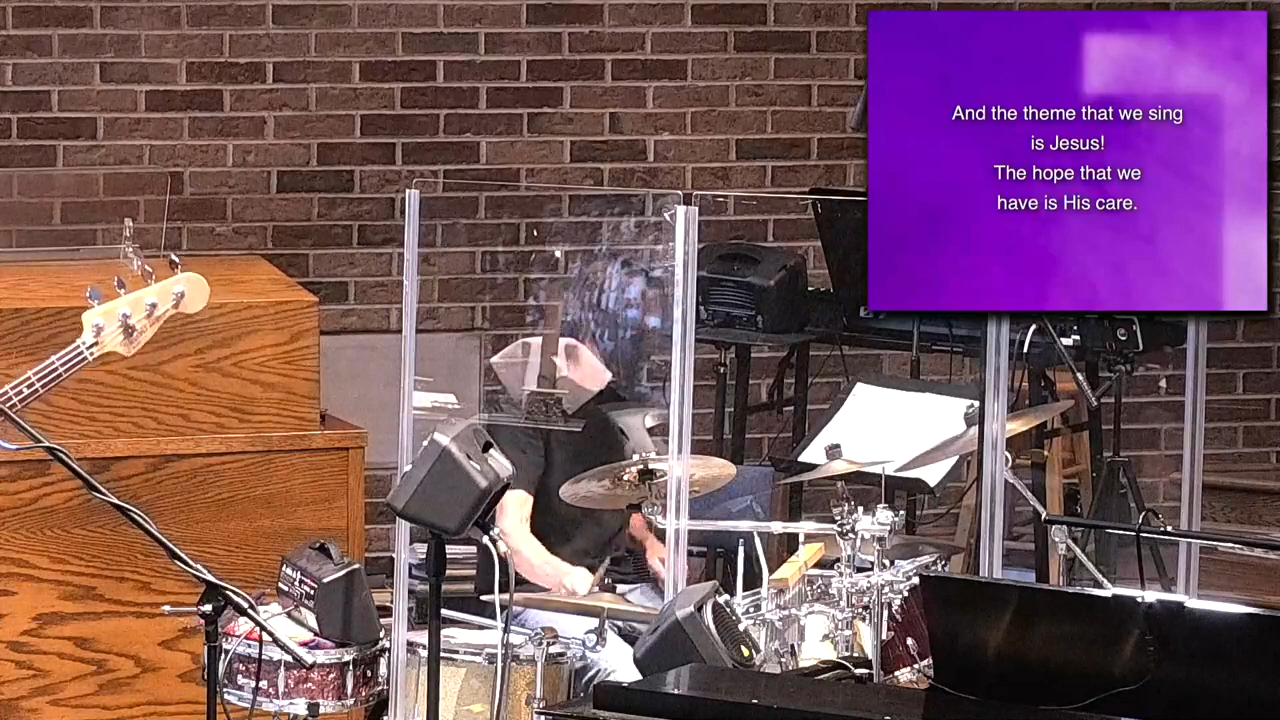 And the theme that we sing
is Jesus!
The hope that we
have is His care.